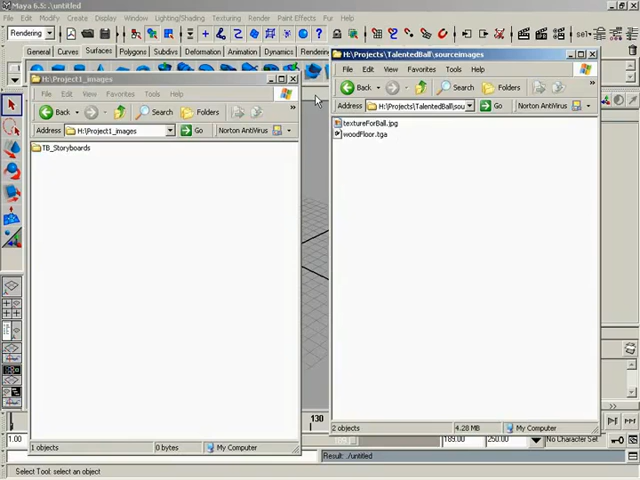 Maya 6.5: .\untitled
File Edit Modify Create Display Window Lighting/Shading Texturing Render Paint Effects Fur Help
Rendering
sel
General Curves Surfaces Polygons Subdivs Deformation Animation Dynamics Rendering
H:\Project1_images
File Edit View Favorites Tools Help
Back Search Folders
Address H:\Project1_images Go Norton AntiVirus
TB_Storyboards
1 objects 0 bytes My Computer
H:\Projects\TalentedBall\sourceimages
File Edit View Favorites Tools Help
Back Search Folders
Address H:\Projects\TalentedBall\sou Go Norton AntiVirus
textureForBall.jpg
woodFloor.tga
2 objects 4.28 MB My Computer
130
1.00 189.00 250.00 No Character Set
Result: ./untitled
Select Tool: select an object